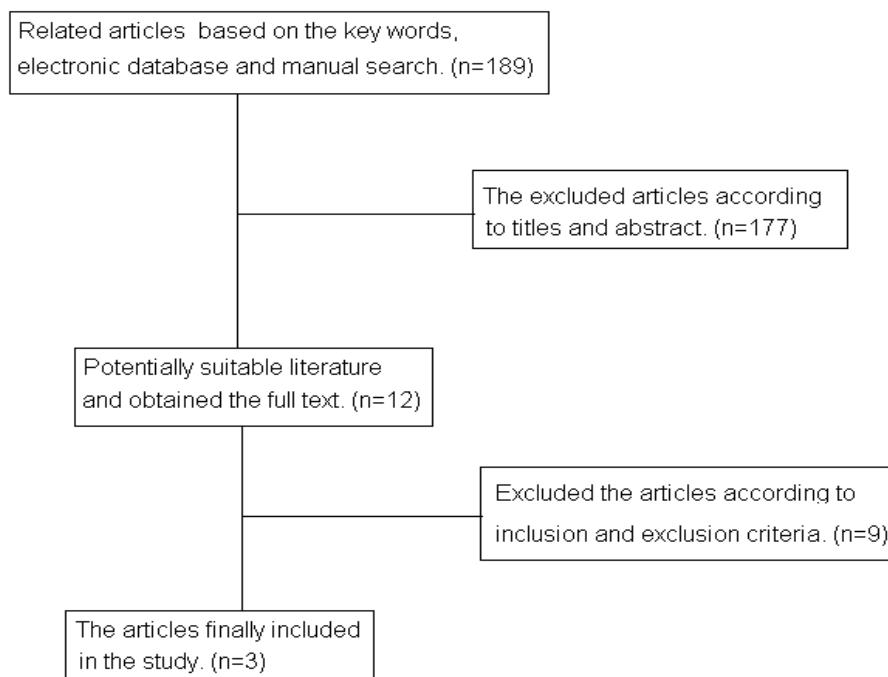 Related articles based on the key words,
electronic database and manual search. (n=189)
The excluded articles according
to titles and abstract. (n=177)
Potentially suitable literature
and obtained the full text. (n=12)
Excluded the articles according to
inclusion and exclusion criteria. (n=9)
The articles finally included
in the study. (n=3)